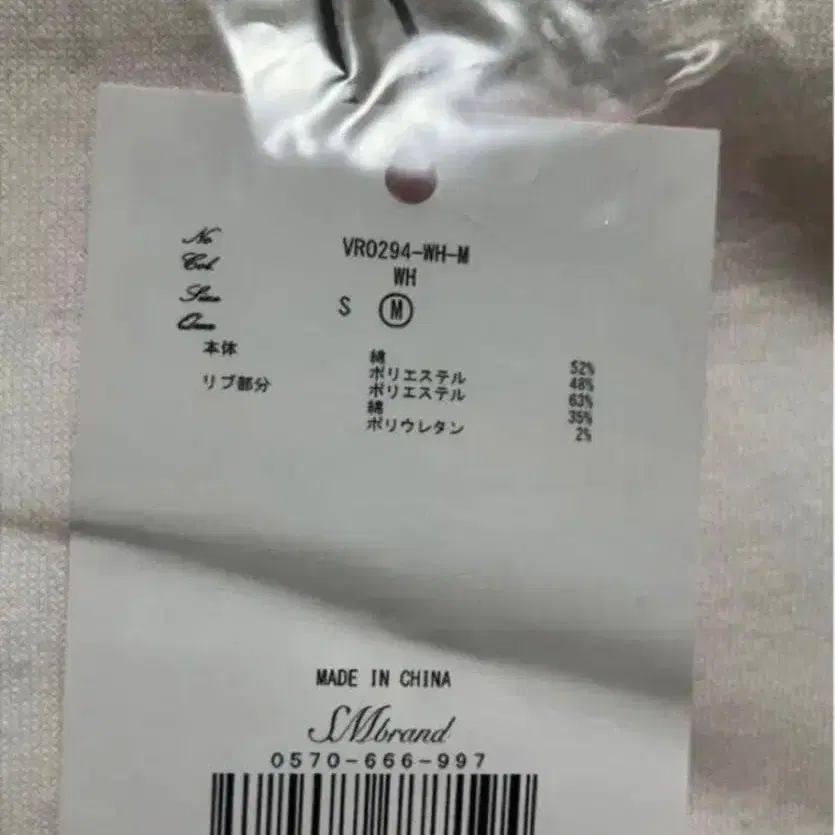 No VR0294-WH-M
Col. WH
Size S M
Qua
本体 綿 52%
ポリエステル 48%
リブ部分 ポリエステル 63%
綿 35%
ポリウレタン 2%
MADE IN CHINA
SMbrand
0570-666-997